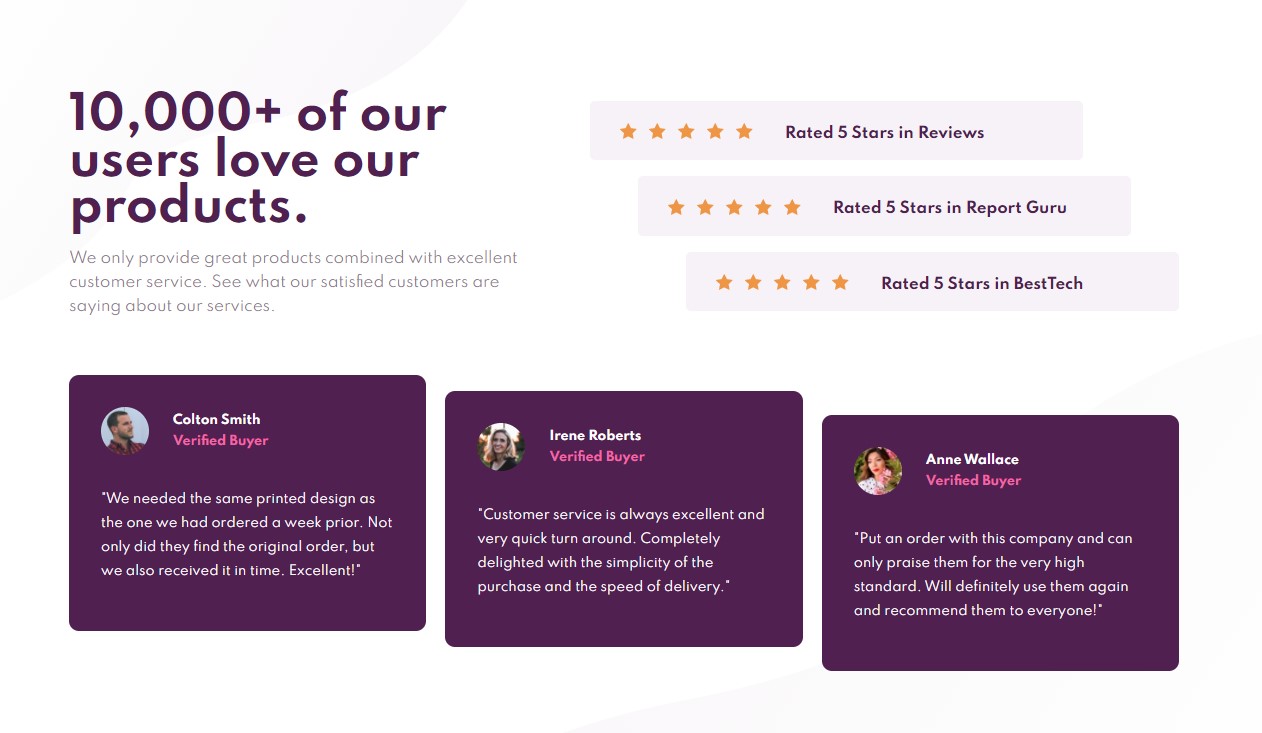 10,000+ of our
users love our
products.
We only provide great products combined with excellent
customer service. See what our satisfied customers are
saying about our services.
Rated 5 Stars in Reviews
Rated 5 Stars in Report Guru
Rated 5 Stars in BestTech
Colton Smith
Verified Buyer
"We needed the same printed design as
the one we had ordered a week prior. Not
only did they find the original order, but
we also received it in time. Excellent!"
Irene Roberts
Verified Buyer
"Customer service is always excellent and
very quick turn around. Completely
delighted with the simplicity of the
purchase and the speed of delivery."
Anne Wallace
Verified Buyer
"Put an order with this company and can
only praise them for the very high
standard. Will definitely use them again
and recommend them to everyone!"